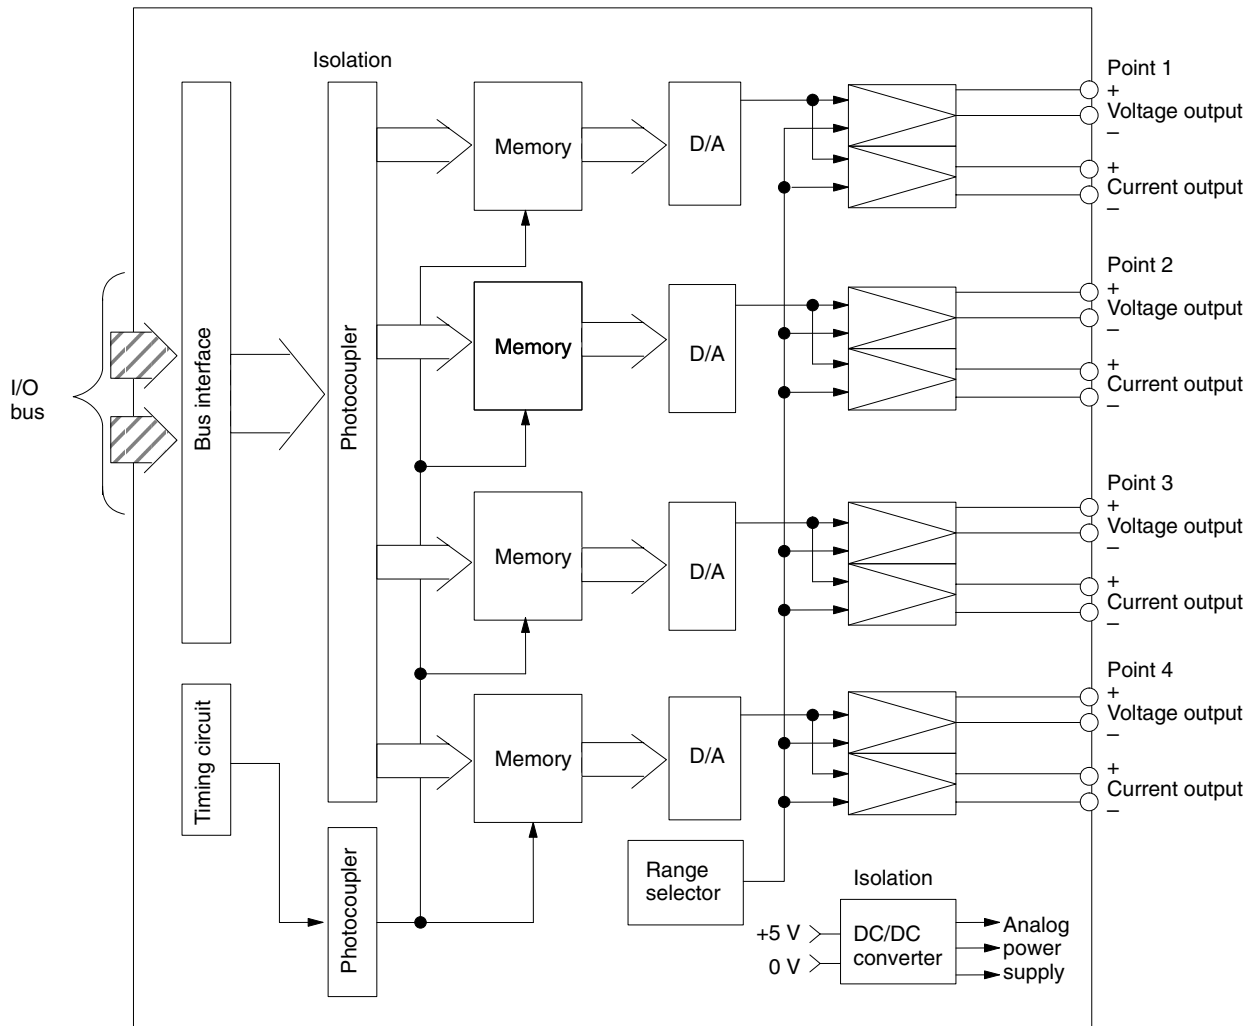 Isolation
Point 1
+
Voltage output
–
+
Current output
–
Memory
D/A
Point 2
+
Voltage output
–
+
Current output
–
Memory
D/A
I/O
bus
Bus interface
Photocoupler
Point 3
+
Voltage output
–
+
Current output
–
Memory
D/A
Point 4
+
Voltage output
–
+
Current output
–
Memory
D/A
Timing circuit
Photocoupler
Range
selector
Isolation
+5 V
0 V
DC/DC
converter
Analog
power
supply